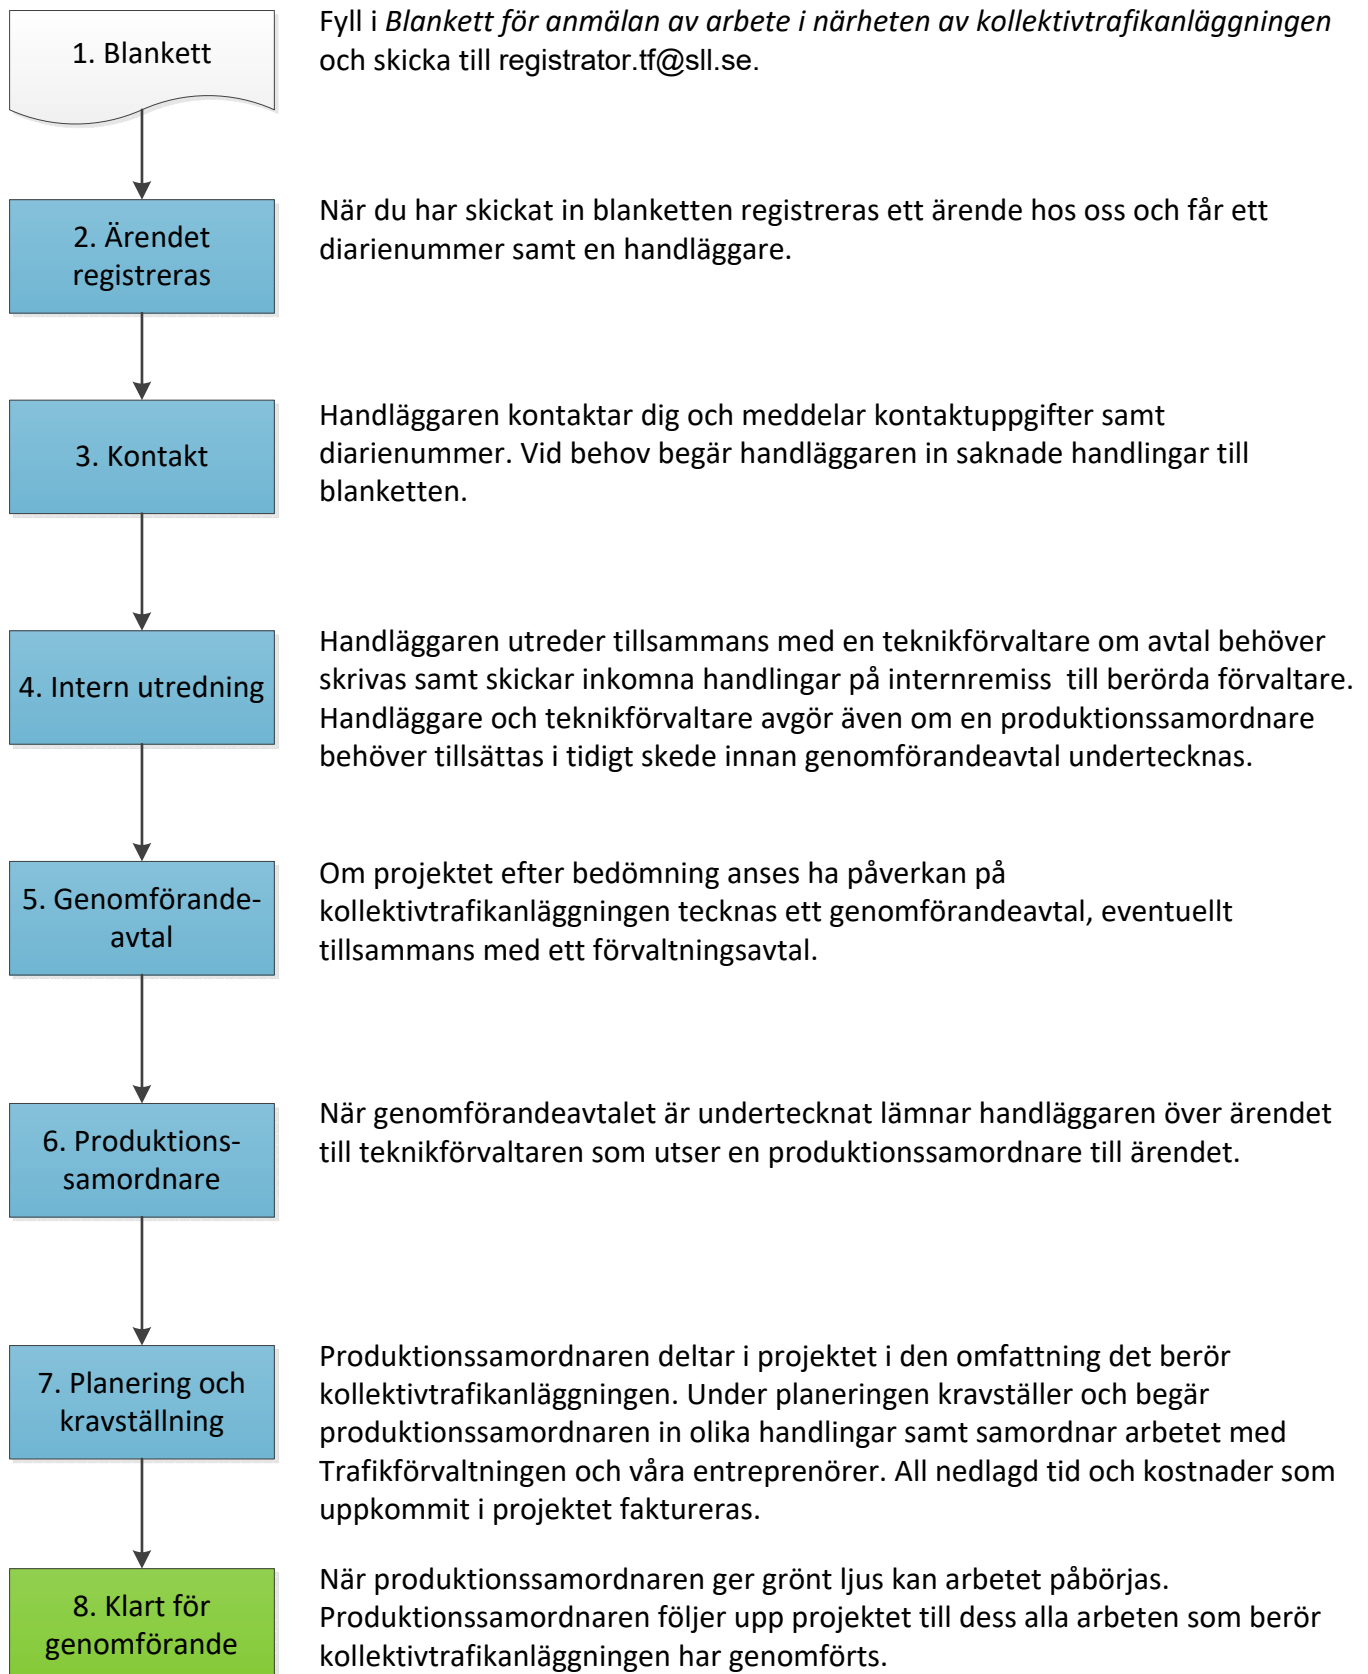 1. Blankett
Fyll i Blankett för anmälan av arbete i närheten av kollektivtrafikanläggningen
och skicka till registrator.tf@sll.se.
2. Ärendet
registreras
När du har skickat in blanketten registreras ett ärende hos oss och får ett
diarienummer samt en handläggare.
3. Kontakt
Handläggaren kontaktar dig och meddelar kontaktuppgifter samt
diarienummer. Vid behov begär handläggaren in saknade handlingar till
blanketten.
4. Intern utredning
Handläggaren utreder tillsammans med en teknikförvaltare om avtal behöver
skrivas samt skickar inkomna handlingar på internremiss  till berörda förvaltare.
Handläggare och teknikförvaltare avgör även om en produktionssamordnare
behöver tillsättas i tidigt skede innan genomförandeavtal undertecknas.
5. Genomförande-
avtal
Om projektet efter bedömning anses ha påverkan på
kollektivtrafikanläggningen tecknas ett genomförandeavtal, eventuellt
tillsammans med ett förvaltningsavtal.
6. Produktions-
samordnare
När genomförandeavtalet är undertecknat lämnar handläggaren över ärendet
till teknikförvaltaren som utser en produktionssamordnare till ärendet.
7. Planering och
kravställning
Produktionssamordnaren deltar i projektet i den omfattning det berör
kollektivtrafikanläggningen. Under planeringen kravställer och begär
produktionssamordnaren in olika handlingar samt samordnar arbetet med
Trafikförvaltningen och våra entreprenörer. All nedlagd tid och kostnader som
uppkommit i projektet faktureras.
8. Klart för
genomförande
När produktionssamordnaren ger grönt ljus kan arbetet påbörjas.
Produktionssamordnaren följer upp projektet till dess alla arbeten som berör
kollektivtrafikanläggningen har genomförts.